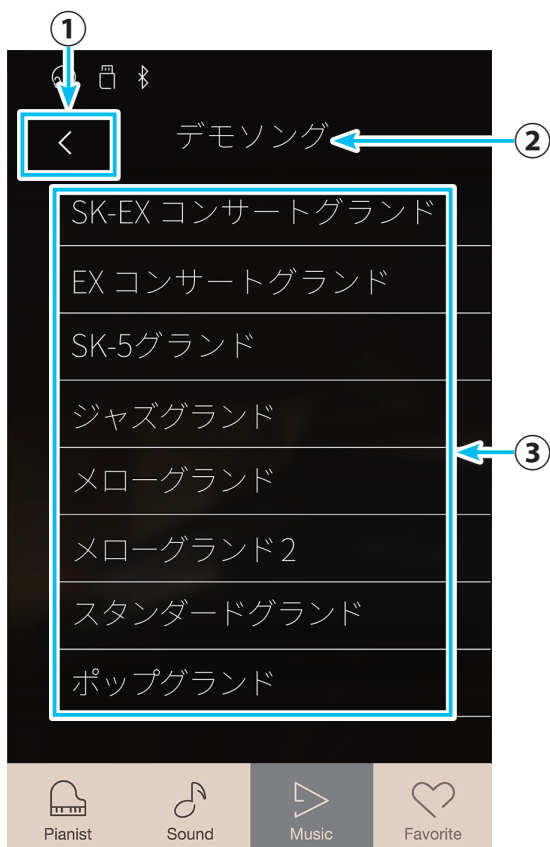 ①
デモソング
②
SK-EX コンサートグランド
EX コンサートグランド
SK-5グランド
ジャズグランド
③
メローグランド
メローグランド2
スタンダードグランド
ポップグランド
Pianist Sound Music Favorite